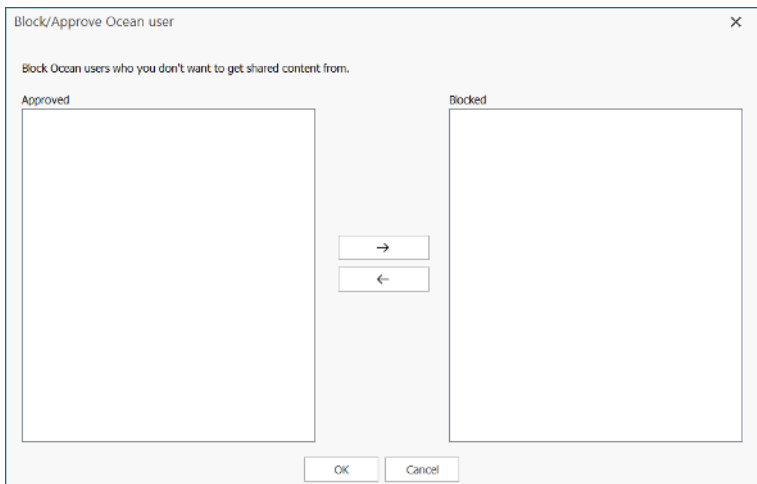 Block/Approve Ocean user
Block Ocean users who you don't want to get shared content from.
Approved
Blocked
→
←
OK
Cancel